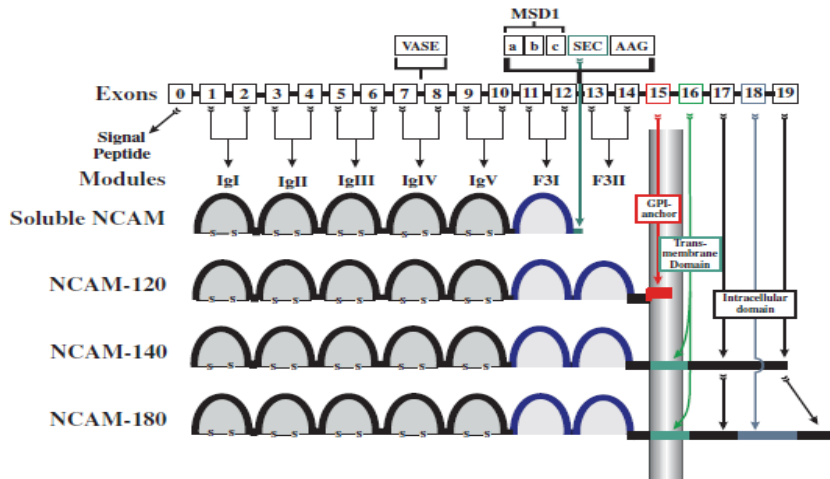 MSD1
VASE a b c SEC AAG
Exons 0 1 2 3 4 5 6 7 8 9 10 11 12 13 14 15 16 17 18 19
Signal
Peptide
Modules IgI IgII IgIII IgIV IgV F3I F3II
Soluble NCAM
S S S S S S S S S S
GPI-
anchor
Trans-
membrane
Domain
NCAM-120
S S S S S S S S S S
Intracellular
domain
NCAM-140
S S S S S S S S S S
NCAM-180
S S S S S S S S S S